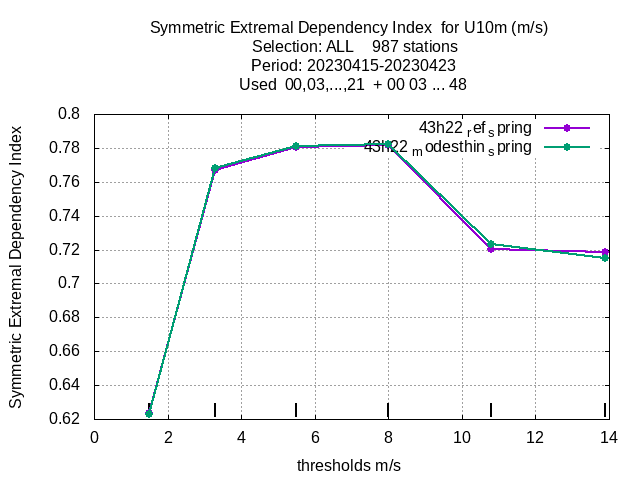 Symmetric Extremal Dependency Index for U10m (m/s)
Selection: ALL 987 stations
Period: 20230415-20230423
Used 00,03,...,21 + 00 03 ... 48
Symmetric Extremal Dependency Index
0.8
0.78
0.76
0.74
0.72
0.7
0.68
0.66
0.64
0.62
43h22 ref spring
43h22 modesthin spring
0 2 4 6 8 10 12 14
thresholds m/s